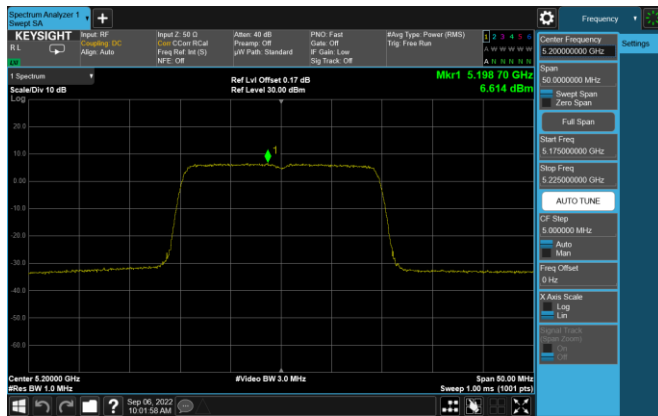 Spectrum Analyzer 1
Swept SA
KEYSIGHT
R L
Input: RF
Coupling: DC
Align: Auto
Input Z: 50 Ω
Corr CCorr RCal
Freq Ref: Int (S)
NFE: Off
Atten: 40 dB
Preamp: Off
µW Path: Standard
PNO: Fast
Gate: Off
IF Gain: Low
Sig Track: Off
#Avg Type: Power (RMS)
Trig: Free Run
1 2 3 4 5 6
A W W W W W
A N N N N N
1 Spectrum
Scale/Div 10 dB
Log
Ref Lvl Offset 0.17 dB
Ref Level 30.00 dBm
Mkr1 5.198 70 GHz
6.614 dBm
20.0
10.0
0.00
-10.0
-20.0
-30.0
-40.0
-50.0
-60.0
1
Center 5.20000 GHz
#Res BW 1.0 MHz
#Video BW 3.0 MHz
Span 50.00 MHz
Sweep 1.00 ms (1001 pts)
Sep 06, 2022
10:01:58 AM
Frequency
Settings
Center Frequency
5.200000000 GHz
Span
50.0000000 MHz
Swept Span
Zero Span
Full Span
Start Freq
5.175000000 GHz
Stop Freq
5.225000000 GHz
AUTO TUNE
CF Step
5.000000 MHz
Auto
Man
Freq Offset
0 Hz
X Axis Scale
Log
Lin
Signal Track
(Span Zoom)
On
Off